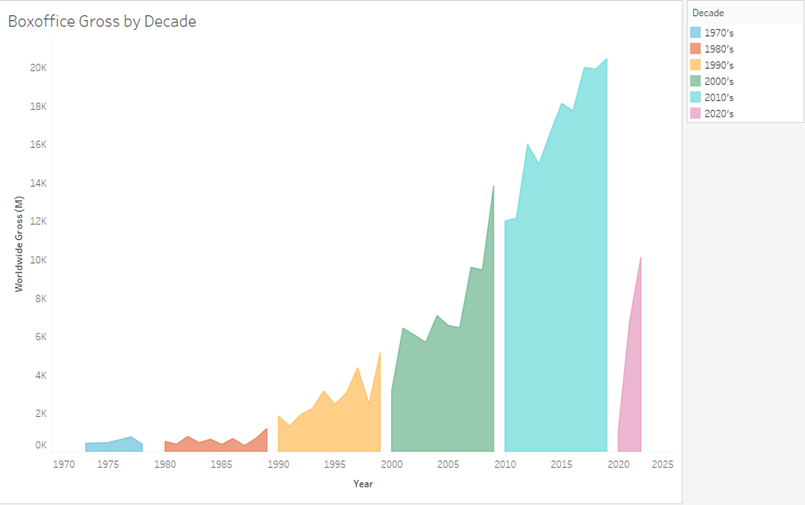 Boxoffice Gross by Decade
Decade
1970's
1980's
1990's
2000's
2010's
2020's
20K
18K
16K
14K
12K
10K
8K
6K
4K
2K
0K
Worldwide Gross (M)
1970 1975 1980 1985 1990 1995 2000 2005 2010 2015 2020 2025
Year